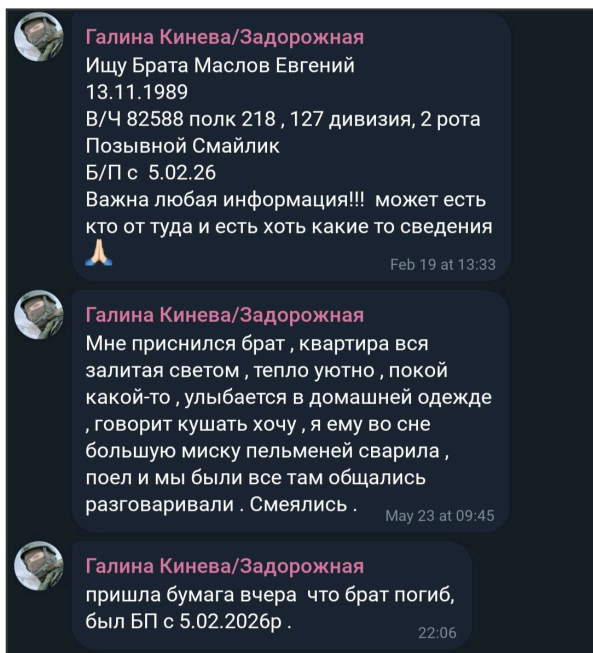 Галина Кинева/Задорожная
Ищу Брата Маслов Евгений
13.11.1989
В/Ч 82588 полк 218 , 127 дивизия, 2 рота
Позывной Смайлик
Б/П с  5.02.26
Важна любая информация!!!  может есть
кто от туда и есть хоть какие то сведения
🙏🏻
Feb 19 at 13:33
Галина Кинева/Задорожная
Мне приснился брат , квартира вся
залитая светом , тепло уютно , покой
какой-то , улыбается в домашней одежде
, говорит кушать хочу , я ему во сне
большую миску пельменей сварила ,
поел и мы были все там общались
разговаривали . Смеялись .
May 23 at 09:45
Галина Кинева/Задорожная
пришла бумага вчера  что брат погиб,
был БП с 5.02.2026р .
22:06